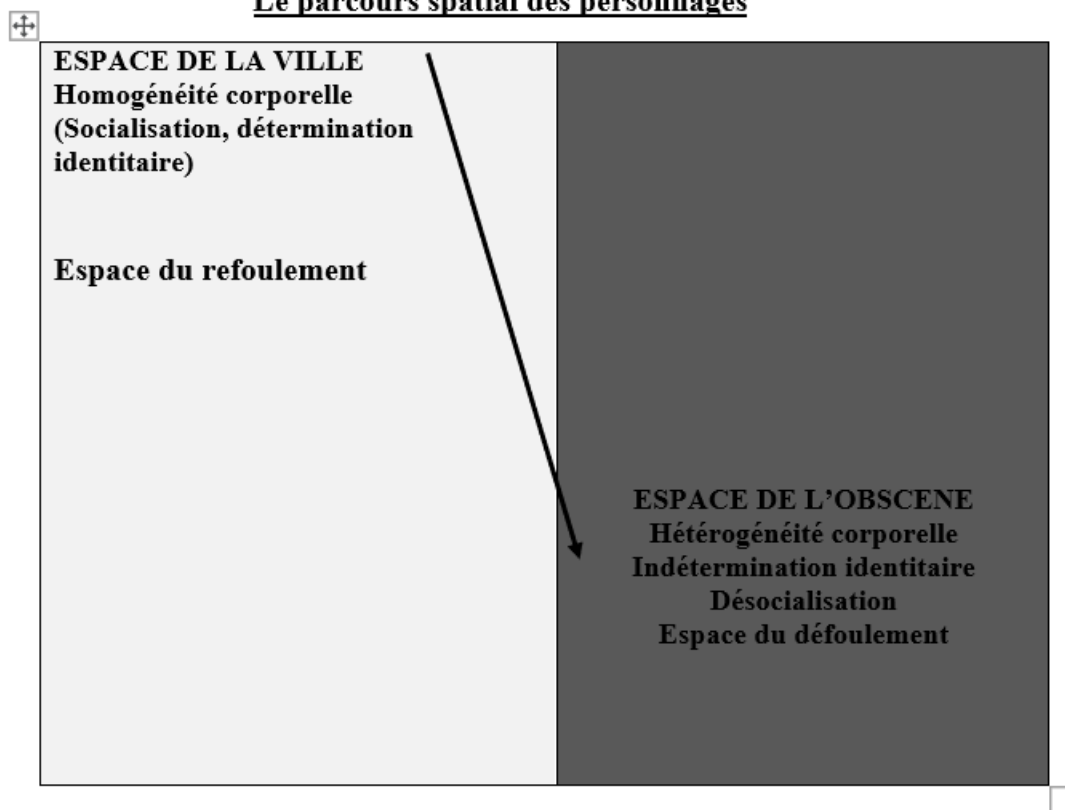 Le parcours spatial des personnages
ESPACE DE LA VILLE
Homogénéité corporelle
(Socialisation, détermination
identitaire)
Espace du refoulement
ESPACE DE L’OBSCENE
Hétérogénéité corporelle
Indétermination identitaire
Désocialisation
Espace du défoulement